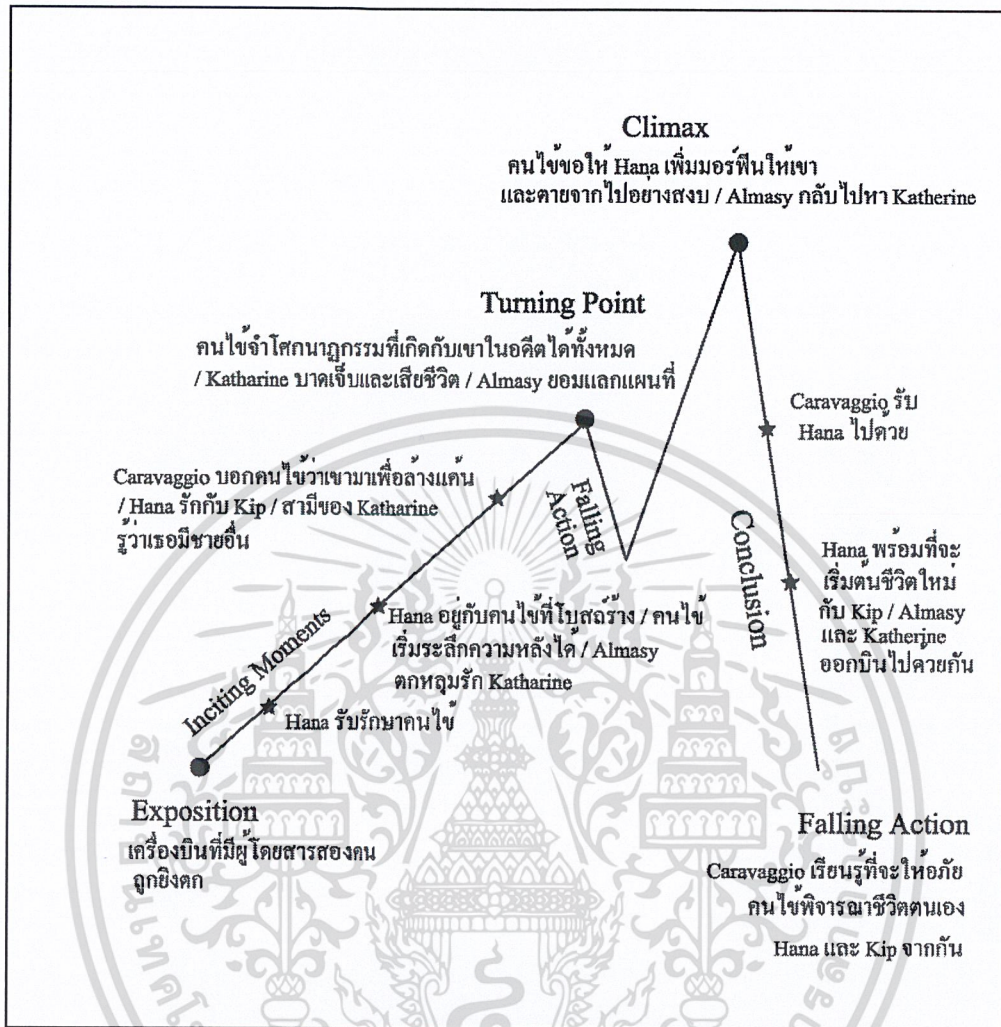 Climax
คนไข้ขอให้ Hana เพิ่มมอร์ฟีนให้เขา
และตายจากไปอย่างสงบ / Almasy กลับไปหา Katherine
Turning Point
คนไข้จำโศกนาฏกรรมที่เกิดกับเขาในอดีตได้ทั้งหมด
/ Katharine บาดเจ็บและเสียชีวิต / Almasy ยอมแลกแผนที่
Caravaggio รับ
Hana ไปด้วย
Caravaggio บอกคนไข้ว่าเขามาเพื่อล้างแค้น
/ Hana รักกับ Kip / สามีของ Katharine
รู้ว่าเธอมีชายอื่น
Falling
Action
Conclusion
Hana พร้อมที่จะ
เริ่มต้นชีวิตใหม่
กับ Kip / Almasy
และ Katherine
ออกบินไปด้วยกัน
Inciting Moments
Hana อยู่กับคนไข้ที่โบสถ์ร้าง / คนไข้
เริ่มระลึกความหลังได้ / Almasy
ตกหลุมรัก Katharine
Hana รับรักษาคนไข้
Exposition
เครื่องบินที่มีผู้โดยสารสองคน
ถูกยิงตก
Falling Action
Caravaggio เรียนรู้ที่จะให้อภัย
คนไข้พิจารณาชีวิตตนเอง
Hana และ Kip จากกัน